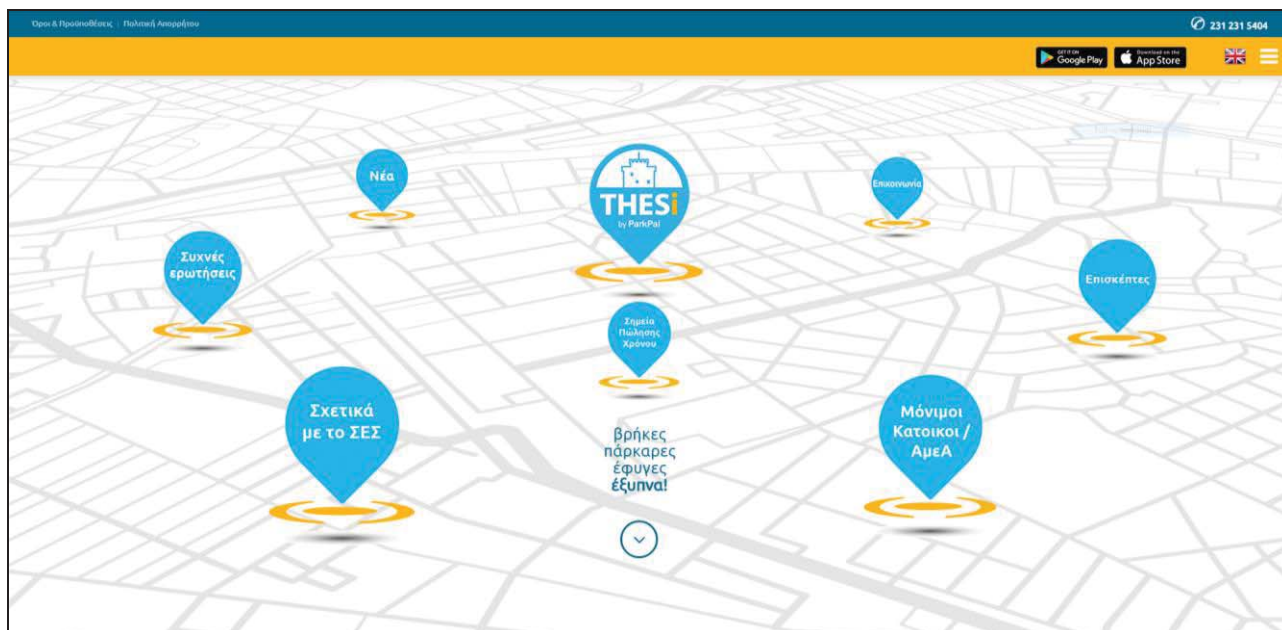 Όροι & Προϋποθέσεις | Πολιτική Απορρήτου
231 231 5404
GET IT ON
Google Play
Download on the
App Store
Νέα
THESi
by ParkPal
Επικοινωνία
Συχνές
ερωτήσεις
Επισκέπτες
Σημεία
Πώλησης
Χρόνου
Σχετικά
με το ΣΕΣ
Μόνιμοι
Κατοικοι /
ΑμεΑ
βρήκες
πάρκαρες
έφυγες
έξυπνα!